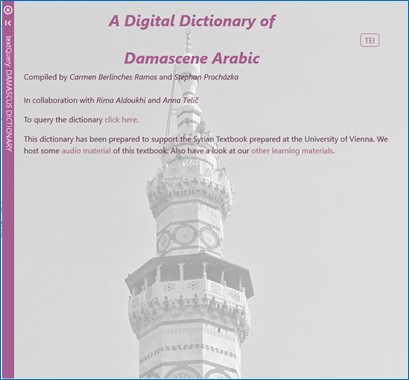 A Digital Dictionary of
Damascene Arabic
TEI
Compiled by Carmen Berlinches Ramos and Stephan Procházka
In collaboration with Rima Aldoukhi and Anna Telič
To query the dictionary click here.
This dictionary has been prepared to support the Syrian Textbook prepared at the University of Vienna. We
host some audio material of this textbook. Also have a look at our other learning materials.
textQuery: DAMASCUS DICTIONARY